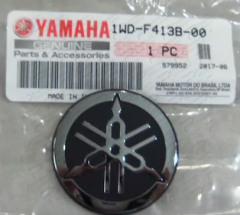 YAMAHA
GENUINE
Parts & Accessories
1WD-F413B-00
1 PC
579952 2017-06
YAMAHA MOTOR DO BRASIL LTDA
MADE IN